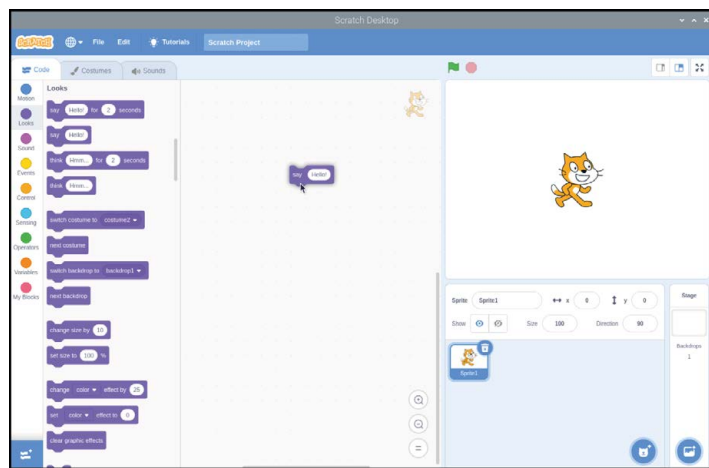 Scratch Desktop
SCRATCH File Edit Tutorials Scratch Project
Code Costumes Sounds
Motion
Looks
Sound
Events
Control
Sensing
Operators
Variables
My Blocks
Looks
say Hello! for 2 seconds
say Hello!
think Hmm... for 2 seconds
think Hmm...
switch costume to costume2
next costume
switch backdrop to backdrop1
next backdrop
change size by 10
set size to 100 %
change color effect by 25
set color effect to 0
clear graphic effects
say Hello!
Sprite Sprite1 x 0 y 0
Show Size 100 Direction 90
Sprite1
Stage
Backdrops
1